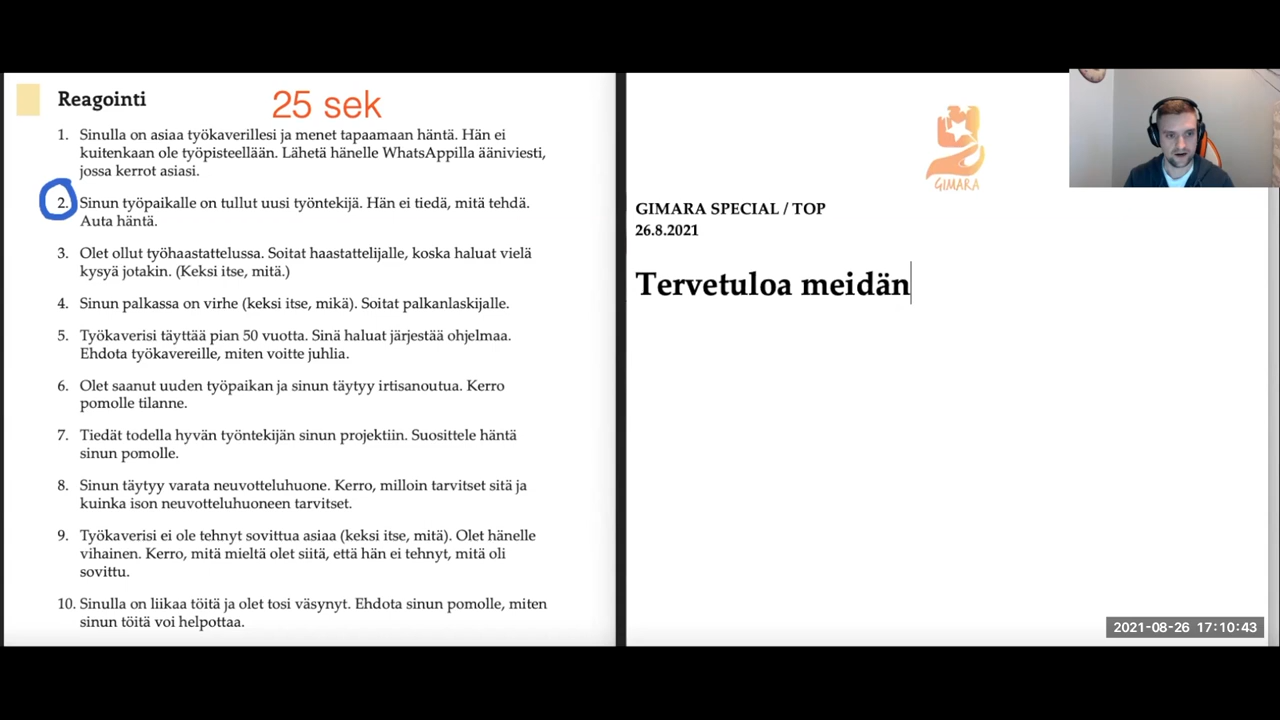 Reagointi
25 sek
1. Sinulla on asiaa työkaverillesi ja menet tapaamaan häntä. Hän ei
kuitenkaan ole työpisteellään. Lähetä hänelle WhatsAppilla ääniviesti,
jossa kerrot asiasi.
2. Sinun työpaikalle on tullut uusi työntekijä. Hän ei tiedä, mitä tehdä.
Auta häntä.
3. Olet ollut työhaastattelussa. Soitat haastattelijalle, koska haluat vielä
kysyä jotakin. (Keksi itse, mitä.)
4. Sinun palkassa on virhe (keksi itse, mikä). Soitat palkanlaskijalle.
5. Työkaverisi täyttää pian 50 vuotta. Sinä haluat järjestää ohjelmaa.
Ehdota työkavereille, miten voitte juhlia.
6. Olet saanut uuden työpaikan ja sinun täytyy irtisanoutua. Kerro
pomolle tilanne.
7. Tiedät todella hyvän työntekijän sinun projektiin. Suosittele häntä
sinun pomolle.
8. Sinun täytyy varata neuvotteluhuone. Kerro, milloin tarvitset sitä ja
kuinka ison neuvotteluhuoneen tarvitset.
9. Työkaverisi ei ole tehnyt sovittua asiaa (keksi itse, mitä). Olet hänelle
vihainen. Kerro, mitä mieltä olet siitä, että hän ei tehnyt, mitä oli
sovittu.
10. Sinulla on liikaa töitä ja olet tosi väsynyt. Ehdota sinun pomolle, miten
sinun töitä voi helpottaa.
GIMARA
GIMARA SPECIAL / TOP
26.8.2021
Tervetuloa meidän
2021-08-26 17:10:43